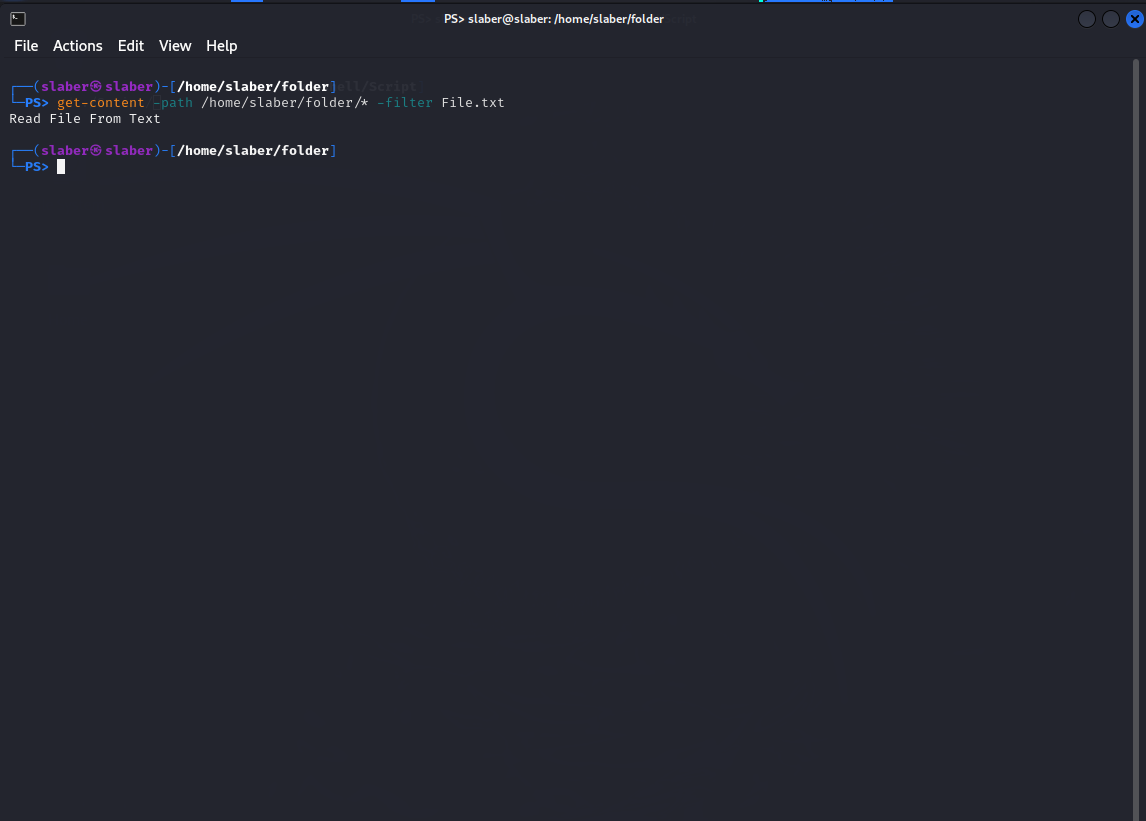 PS> slaber@slaber: /home/slaber/folder
File Actions Edit View Help
┌──(slaber㉿slaber)-[/home/slaber/folder]
└─PS> get-content -path /home/slaber/folder/* -filter File.txt
Read File From Text
┌──(slaber㉿slaber)-[/home/slaber/folder]
└─PS>